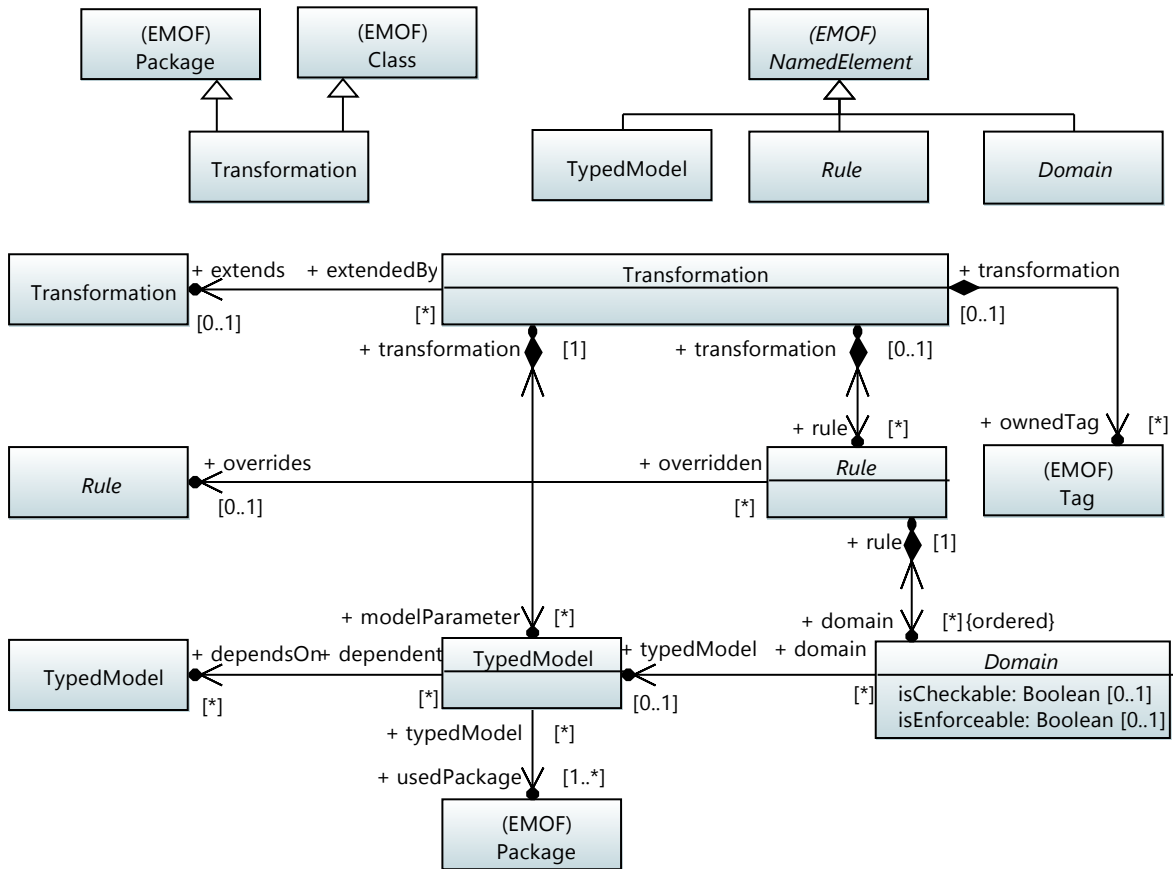 (EMOF)
Package
(EMOF)
Class
(EMOF)
NamedElement
Transformation
TypedModel
Rule
Domain
Transformation
+ extends
+ extendedBy
[0..1]
[*]
Transformation
+ transformation
[0..1]
+ transformation
[1]
+ transformation
[0..1]
+ rule
[*]
+ ownedTag
[*]
Rule
+ overrides
+ overridden
[0..1]
[*]
Rule
(EMOF)
Tag
+ rule
[1]
+ modelParameter
[*]
+ domain
[*]{ordered}
TypedModel
+ dependsOn
+ dependent
[*]
[*]
TypedModel
+ typedModel
+ domain
[0..1]
[*]
Domain
isCheckable: Boolean [0..1]
isEnforceable: Boolean [0..1]
+ typedModel
[*]
+ usedPackage
[1..*]
(EMOF)
Package